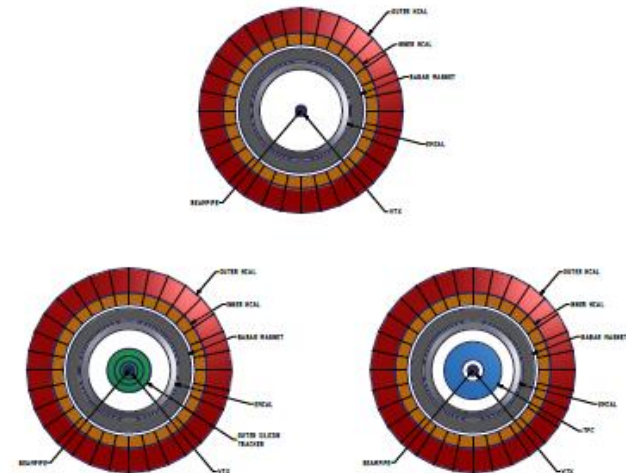 OUTER HCAL
INNER HCAL
BABAR MAGNET
EMCAL
BEAMPIPE
VTX
OUTER HCAL
INNER HCAL
BABAR MAGNET
EMCAL
OUTER SILICON
TRACKER
BEAMPIPE
VTX
OUTER HCAL
INNER HCAL
BABAR MAGNET
EMCAL
TPC
BEAMPIPE
VTX